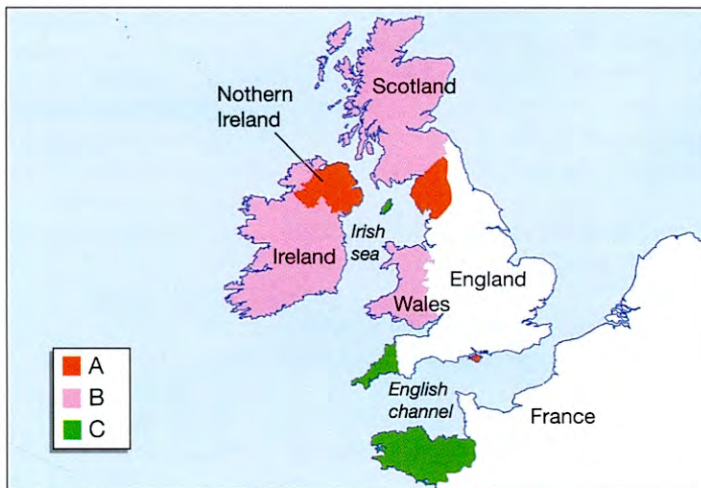 Scotland
Nothern
Ireland
Irish
sea
Ireland
England
Wales
A
B
C
English
channel
France